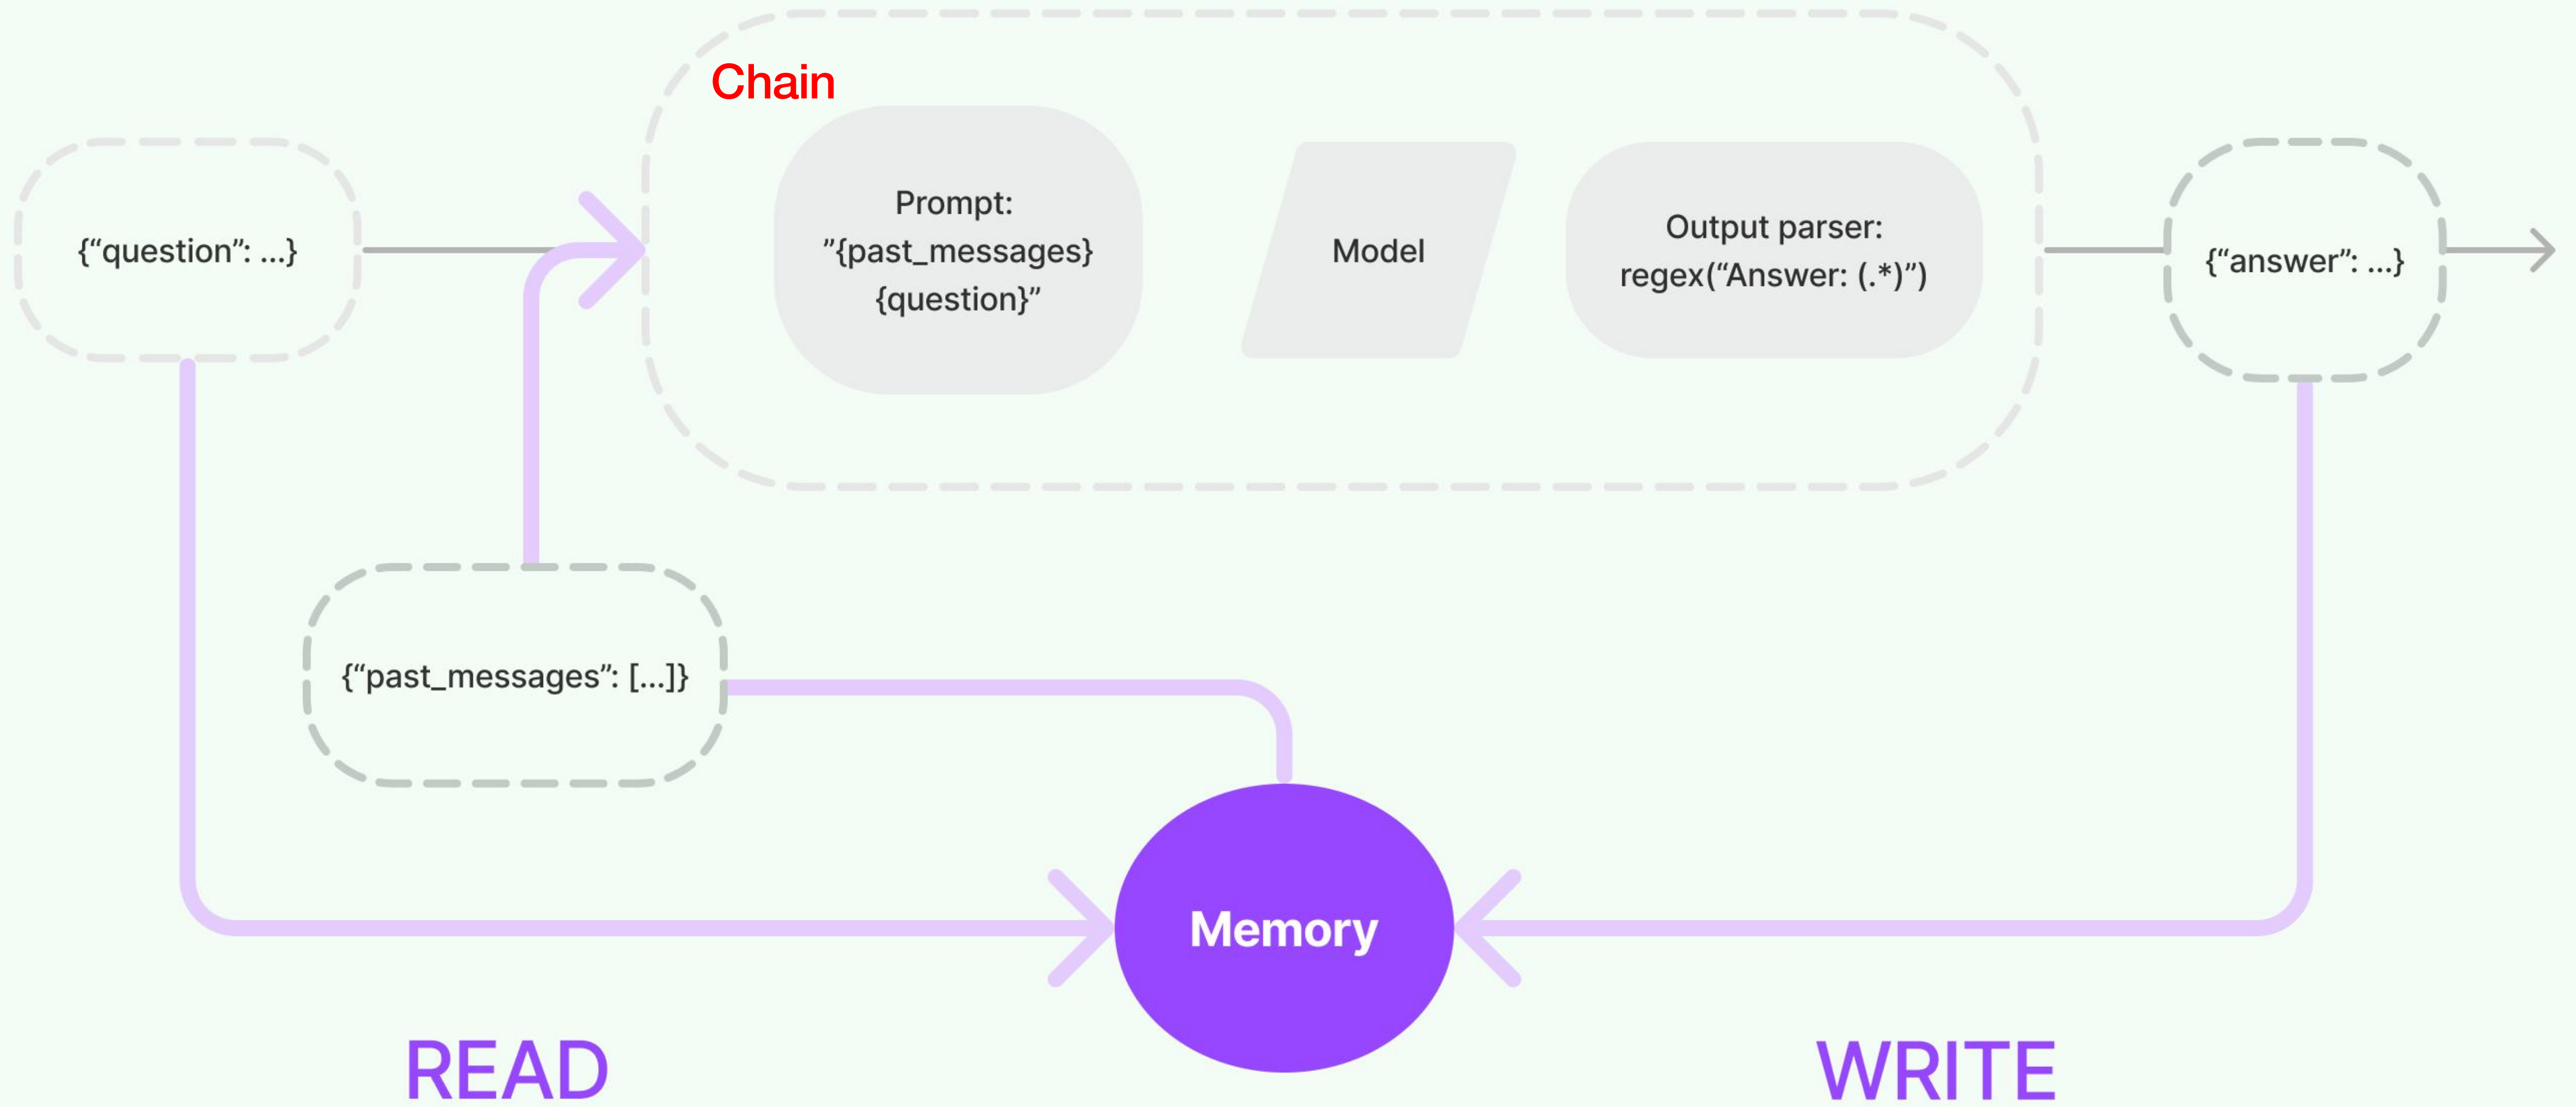 Chain
{“question”: ...}
Prompt:
”{past_messages}
{question}”
Model
Output parser:
regex(“Answer: (.*)”)
{“answer”: ...}
{“past_messages”: [...]}
Memory
READ
WRITE